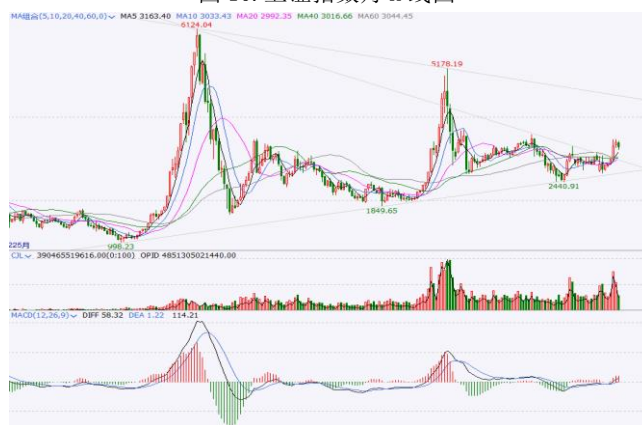 MA组合(5,10,20,40,60,0) MA5 3163.40 MA10 3033.43 MA20 2992.35 MA40 3016.66 MA60 3044.45
6124.04
5178.19
2440.91
1849.65
998.23
225月
CJL 390465519616.00(0:100) OPID 4851305021440.00
MACD(12,26,9) DIFF 58.32 DEA 1.22 114.21